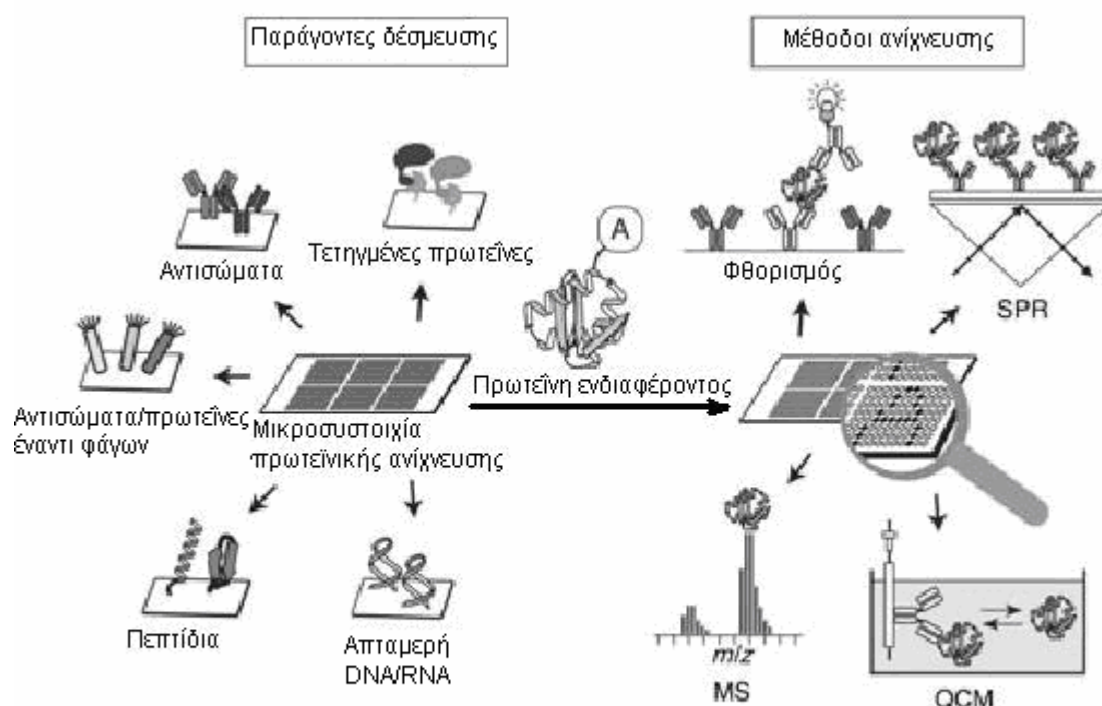 Παράγοντες δέσμευσης
Μέθοδοι ανίχνευσης
Αντισώματα
Τετηγμένες πρωτεΐνες
A
Φθορισμός
SPR
Αντισώματα/πρωτεΐνες
έναντι φάγων
Μικροσυστοιχία
πρωτεϊνικής ανίχνευσης
Πρωτεΐνη ενδιαφέροντος
Πεπτίδια
Απταμερή
DNA/RNA
m/z
MS
QCM